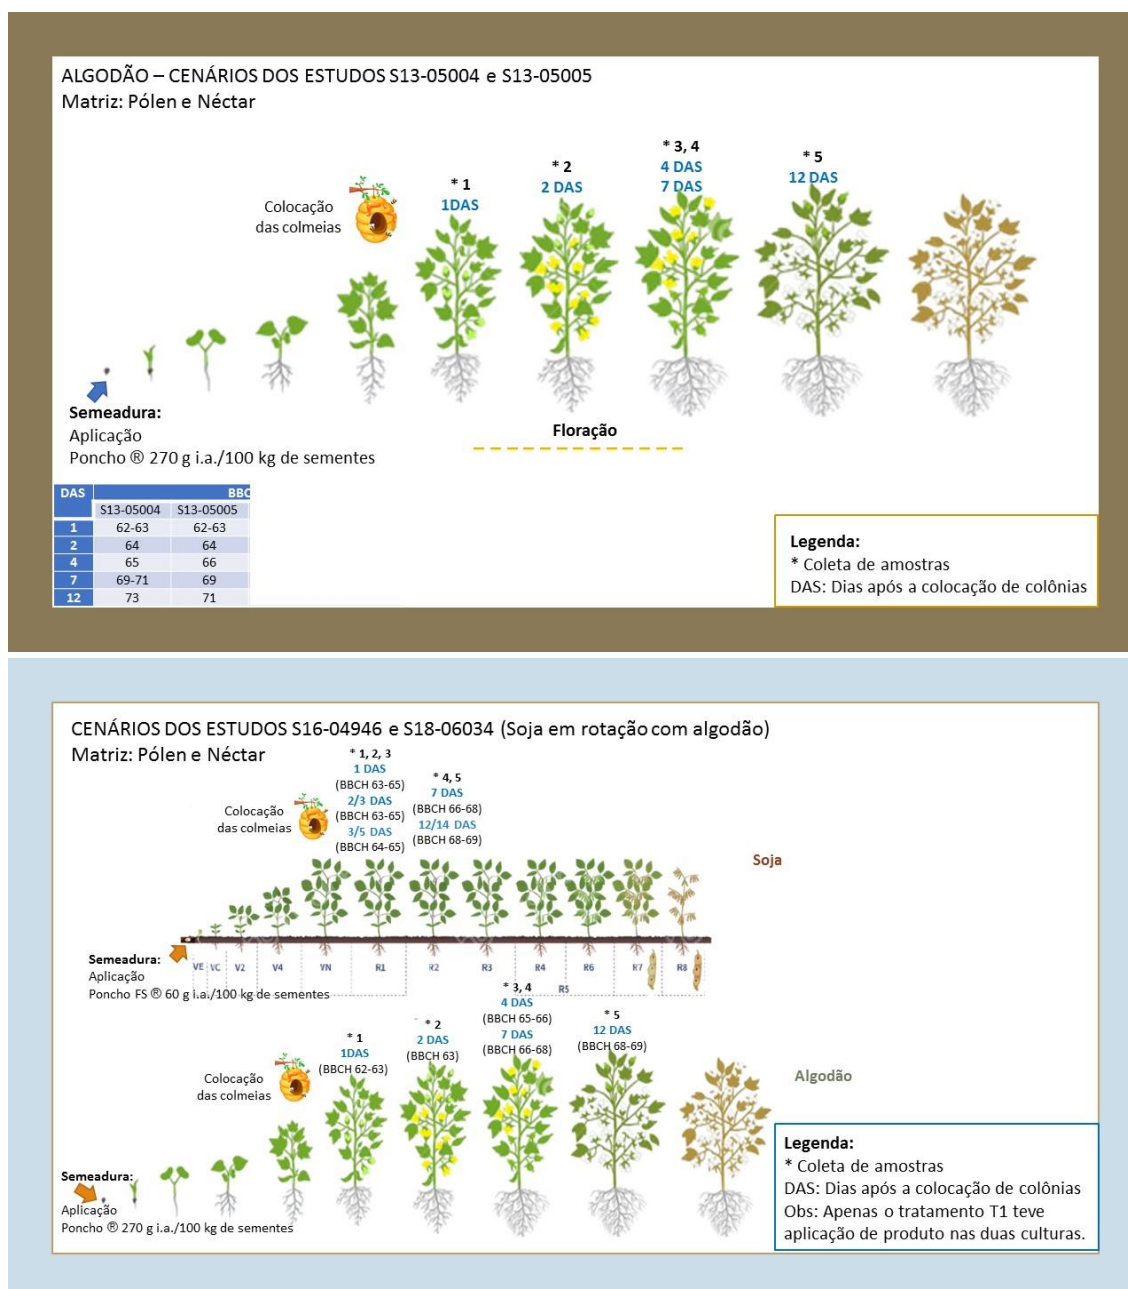 ALGODÃO – CENÁRIOS DOS ESTUDOS S13-05004 e S13-05005
Matriz: Pólen e Néctar
Colocação
das colmeias
* 1
1DAS
* 2
2 DAS
* 3, 4
4 DAS
7 DAS
* 5
12 DAS
Semeadura:
Aplicação
Poncho ® 270 g i.a./100 kg de sementes
Floração
DAS BBC
S13-05004 S13-05005
1 62-63 62-63
2 64 64
4 65 66
7 69-71 69
12 73 71
Legenda:
* Coleta de amostras
DAS: Dias após a colocação de colônias
CENÁRIOS DOS ESTUDOS S16-04946 e S18-06034 (Soja em rotação com algodão)
Matriz: Pólen e Néctar
Colocação
das colmeias
* 1, 2, 3
1 DAS
(BBCH 63-65)
2/3 DAS
(BBCH 63-65)
3/5 DAS
(BBCH 64-65)
* 4, 5
7 DAS
(BBCH 66-68)
12/14 DAS
(BBCH 68-69)
Soja
Semeadura:
Aplicação
Poncho FS ® 60 g i.a./100 kg de sementes
VE VC V2 V4 VN R1 R2 R3 R4 R6 R7 R8
R5
Colocação
das colmeias
* 1
1DAS
(BBCH 62-63)
* 2
2 DAS
(BBCH 63)
* 3, 4
4 DAS
(BBCH 65-66)
7 DAS
(BBCH 66-68)
* 5
12 DAS
(BBCH 68-69)
Algodão
Semeadura:
Aplicação
Poncho ® 270 g i.a./100 kg de sementes
Legenda:
* Coleta de amostras
DAS: Dias após a colocação de colônias
Obs: Apenas o tratamento T1 teve
aplicação de produto nas duas culturas.